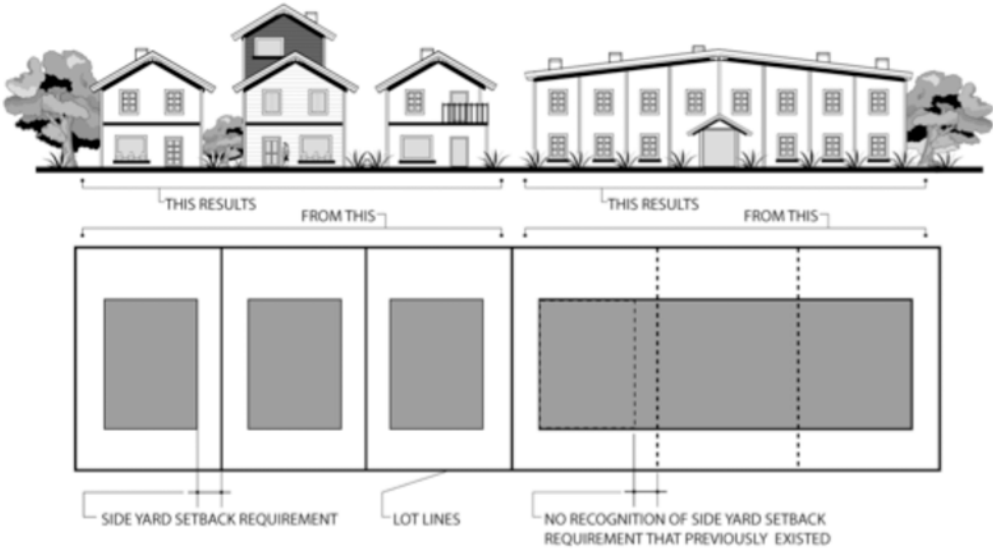 THIS RESULTS
FROM THIS
THIS RESULTS
FROM THIS
SIDE YARD SETBACK REQUIREMENT
LOT LINES
NO RECOGNITION OF SIDE YARD SETBACK
REQUIREMENT THAT PREVIOUSLY EXISTED